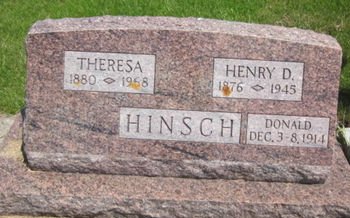 THERESA
1880 1968
HENRY D.
1876 1945
HINSCH
DONALD
DEC. 3-8, 1914